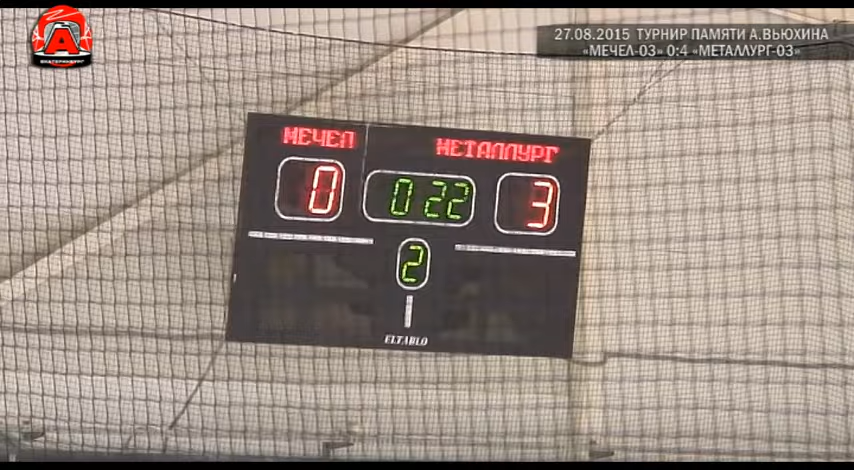 А
ЕКАТЕРИНБУРГ
27.08.2015 ТУРНИР ПАМЯТИ А.ВЬЮХИНА
«МЕЧЕЛ-03» 0:4 «МЕТАЛЛУРГ-03»
МЕЧЕЛ МЕТАЛЛУРГ
0 0 22 3
2
ELTABLO